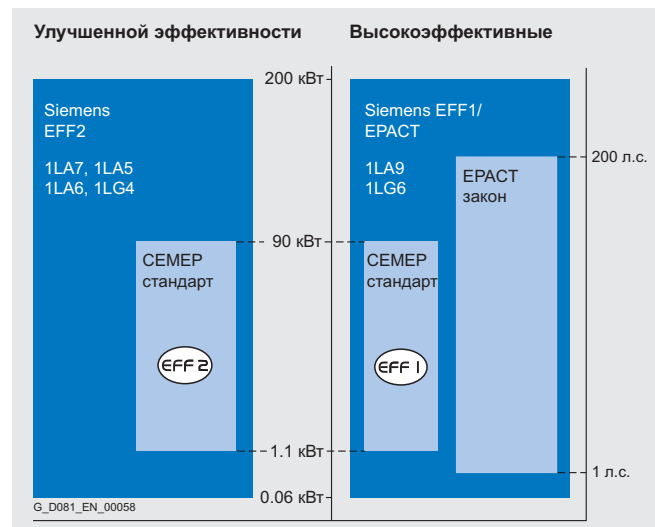 Улучшенной эффективности
Высокоэффективные
200 кВт
Siemens
EFF2
1LA7, 1LA5
1LA6, 1LG4
Siemens EFF1/
EPACT
1LA9
1LG6
200 л.с.
EPACT
закон
90 кВт
CEMEP
стандарт
CEMEP
стандарт
EFF 2
EFF 1
1.1 кВт
1 л.с.
0.06 кВт
G_D081_EN_00058